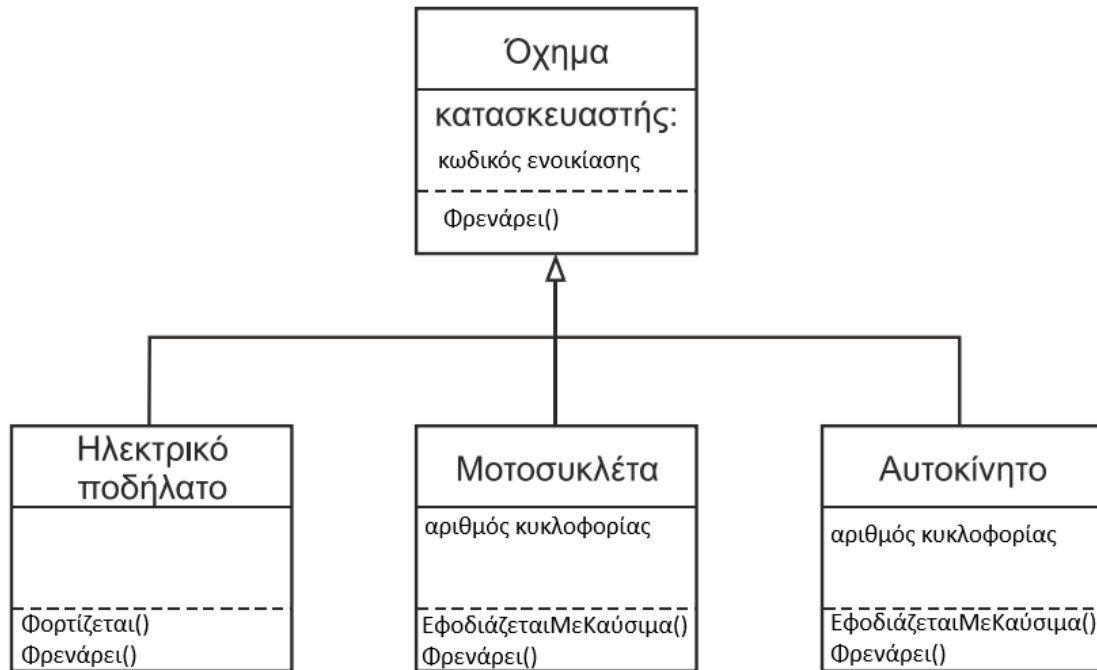 Όχημα
κατασκευαστής:
κωδικός ενοικίασης
Φρενάρει()
Ηλεκτρικό
ποδήλατο
Φορτίζεται()
Φρενάρει()
Μοτοσυκλέτα
αριθμός κυκλοφορίας
ΕφοδιάζεταιΜεΚαύσιμα()
Φρενάρει()
Αυτοκίνητο
αριθμός κυκλοφορίας
ΕφοδιάζεταιΜεΚαύσιμα()
Φρενάρει()